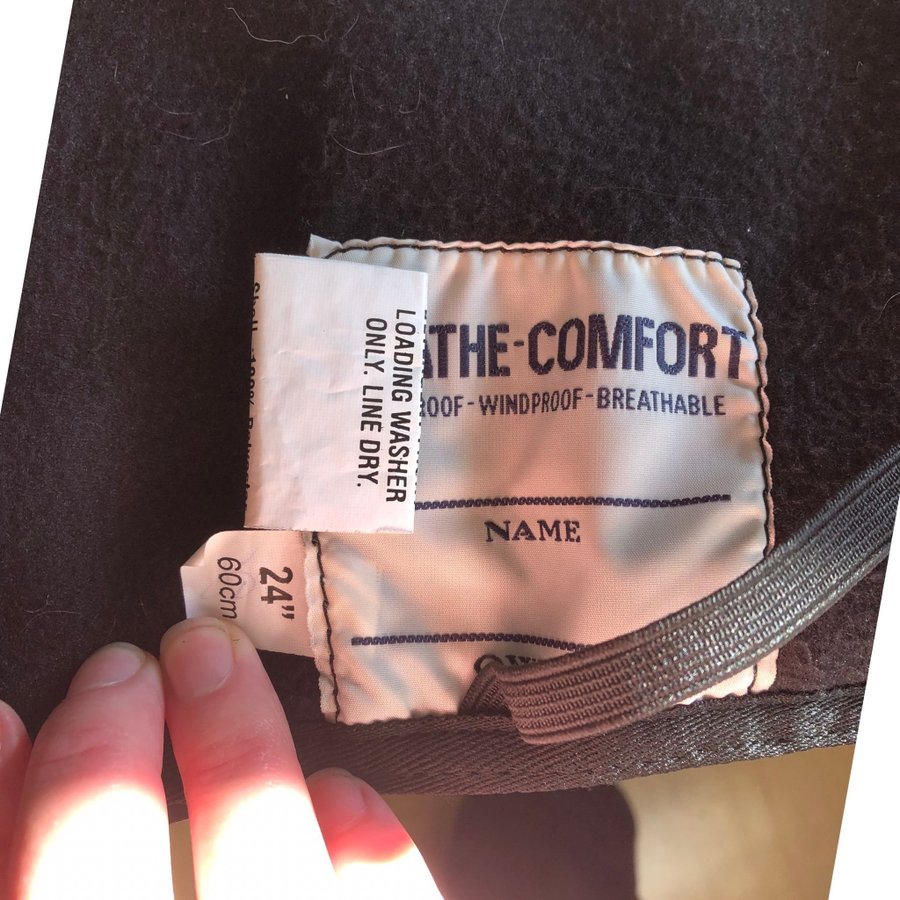 LOADING WASHER
ONLY. LINE DRY.
ATHE-COMFORT
ROOF-WINDPROOF-BREATHABLE
NAME
24"
60cm